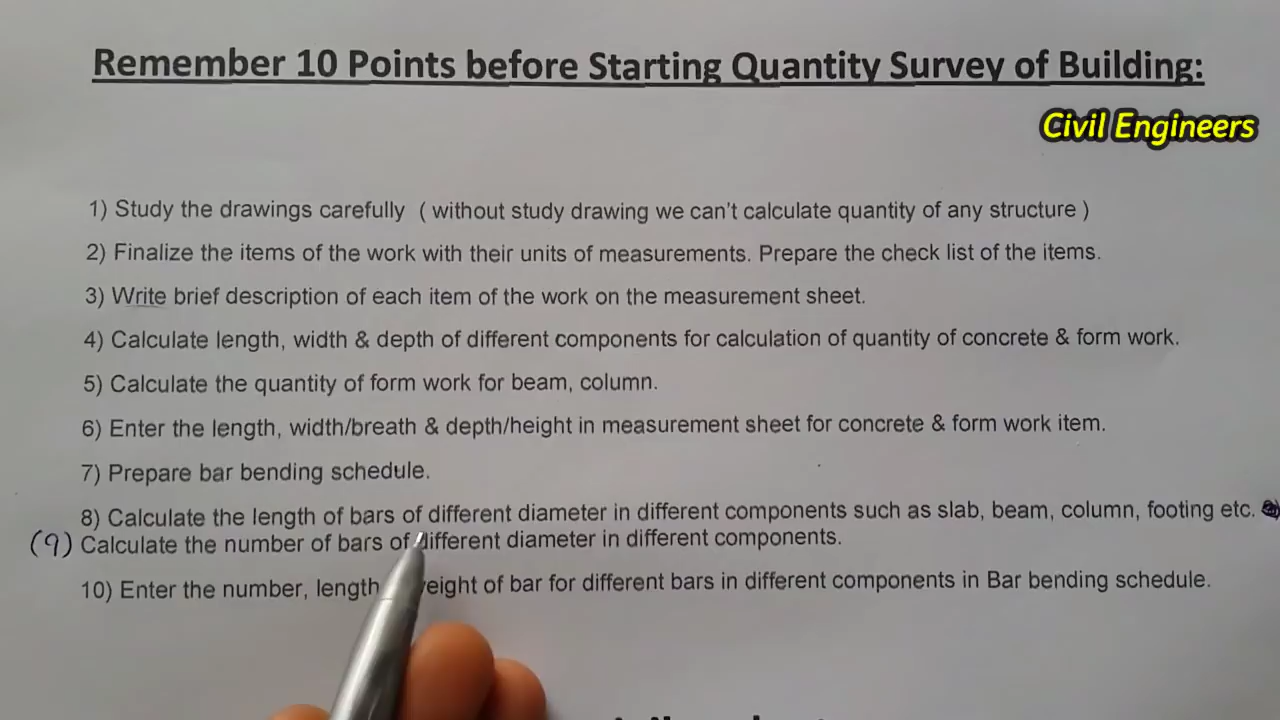 Remember 10 Points before Starting Quantity Survey of Building:
Civil Engineers
1) Study the drawings carefully ( without study drawing we can't calculate quantity of any structure )
2) Finalize the items of the work with their units of measurements. Prepare the check list of the items.
3) Write brief description of each item of the work on the measurement sheet.
4) Calculate length, width & depth of different components for calculation of quantity of concrete & form work.
5) Calculate the quantity of form work for beam, column.
6) Enter the length, width/breath & depth/height in measurement sheet for concrete & form work item.
7) Prepare bar bending schedule.
8) Calculate the length of bars of different diameter in different components such as slab, beam, column, footing etc.
(9) Calculate the number of bars of different diameter in different components.
10) Enter the number, length weight of bar for different bars in different components in Bar bending schedule.